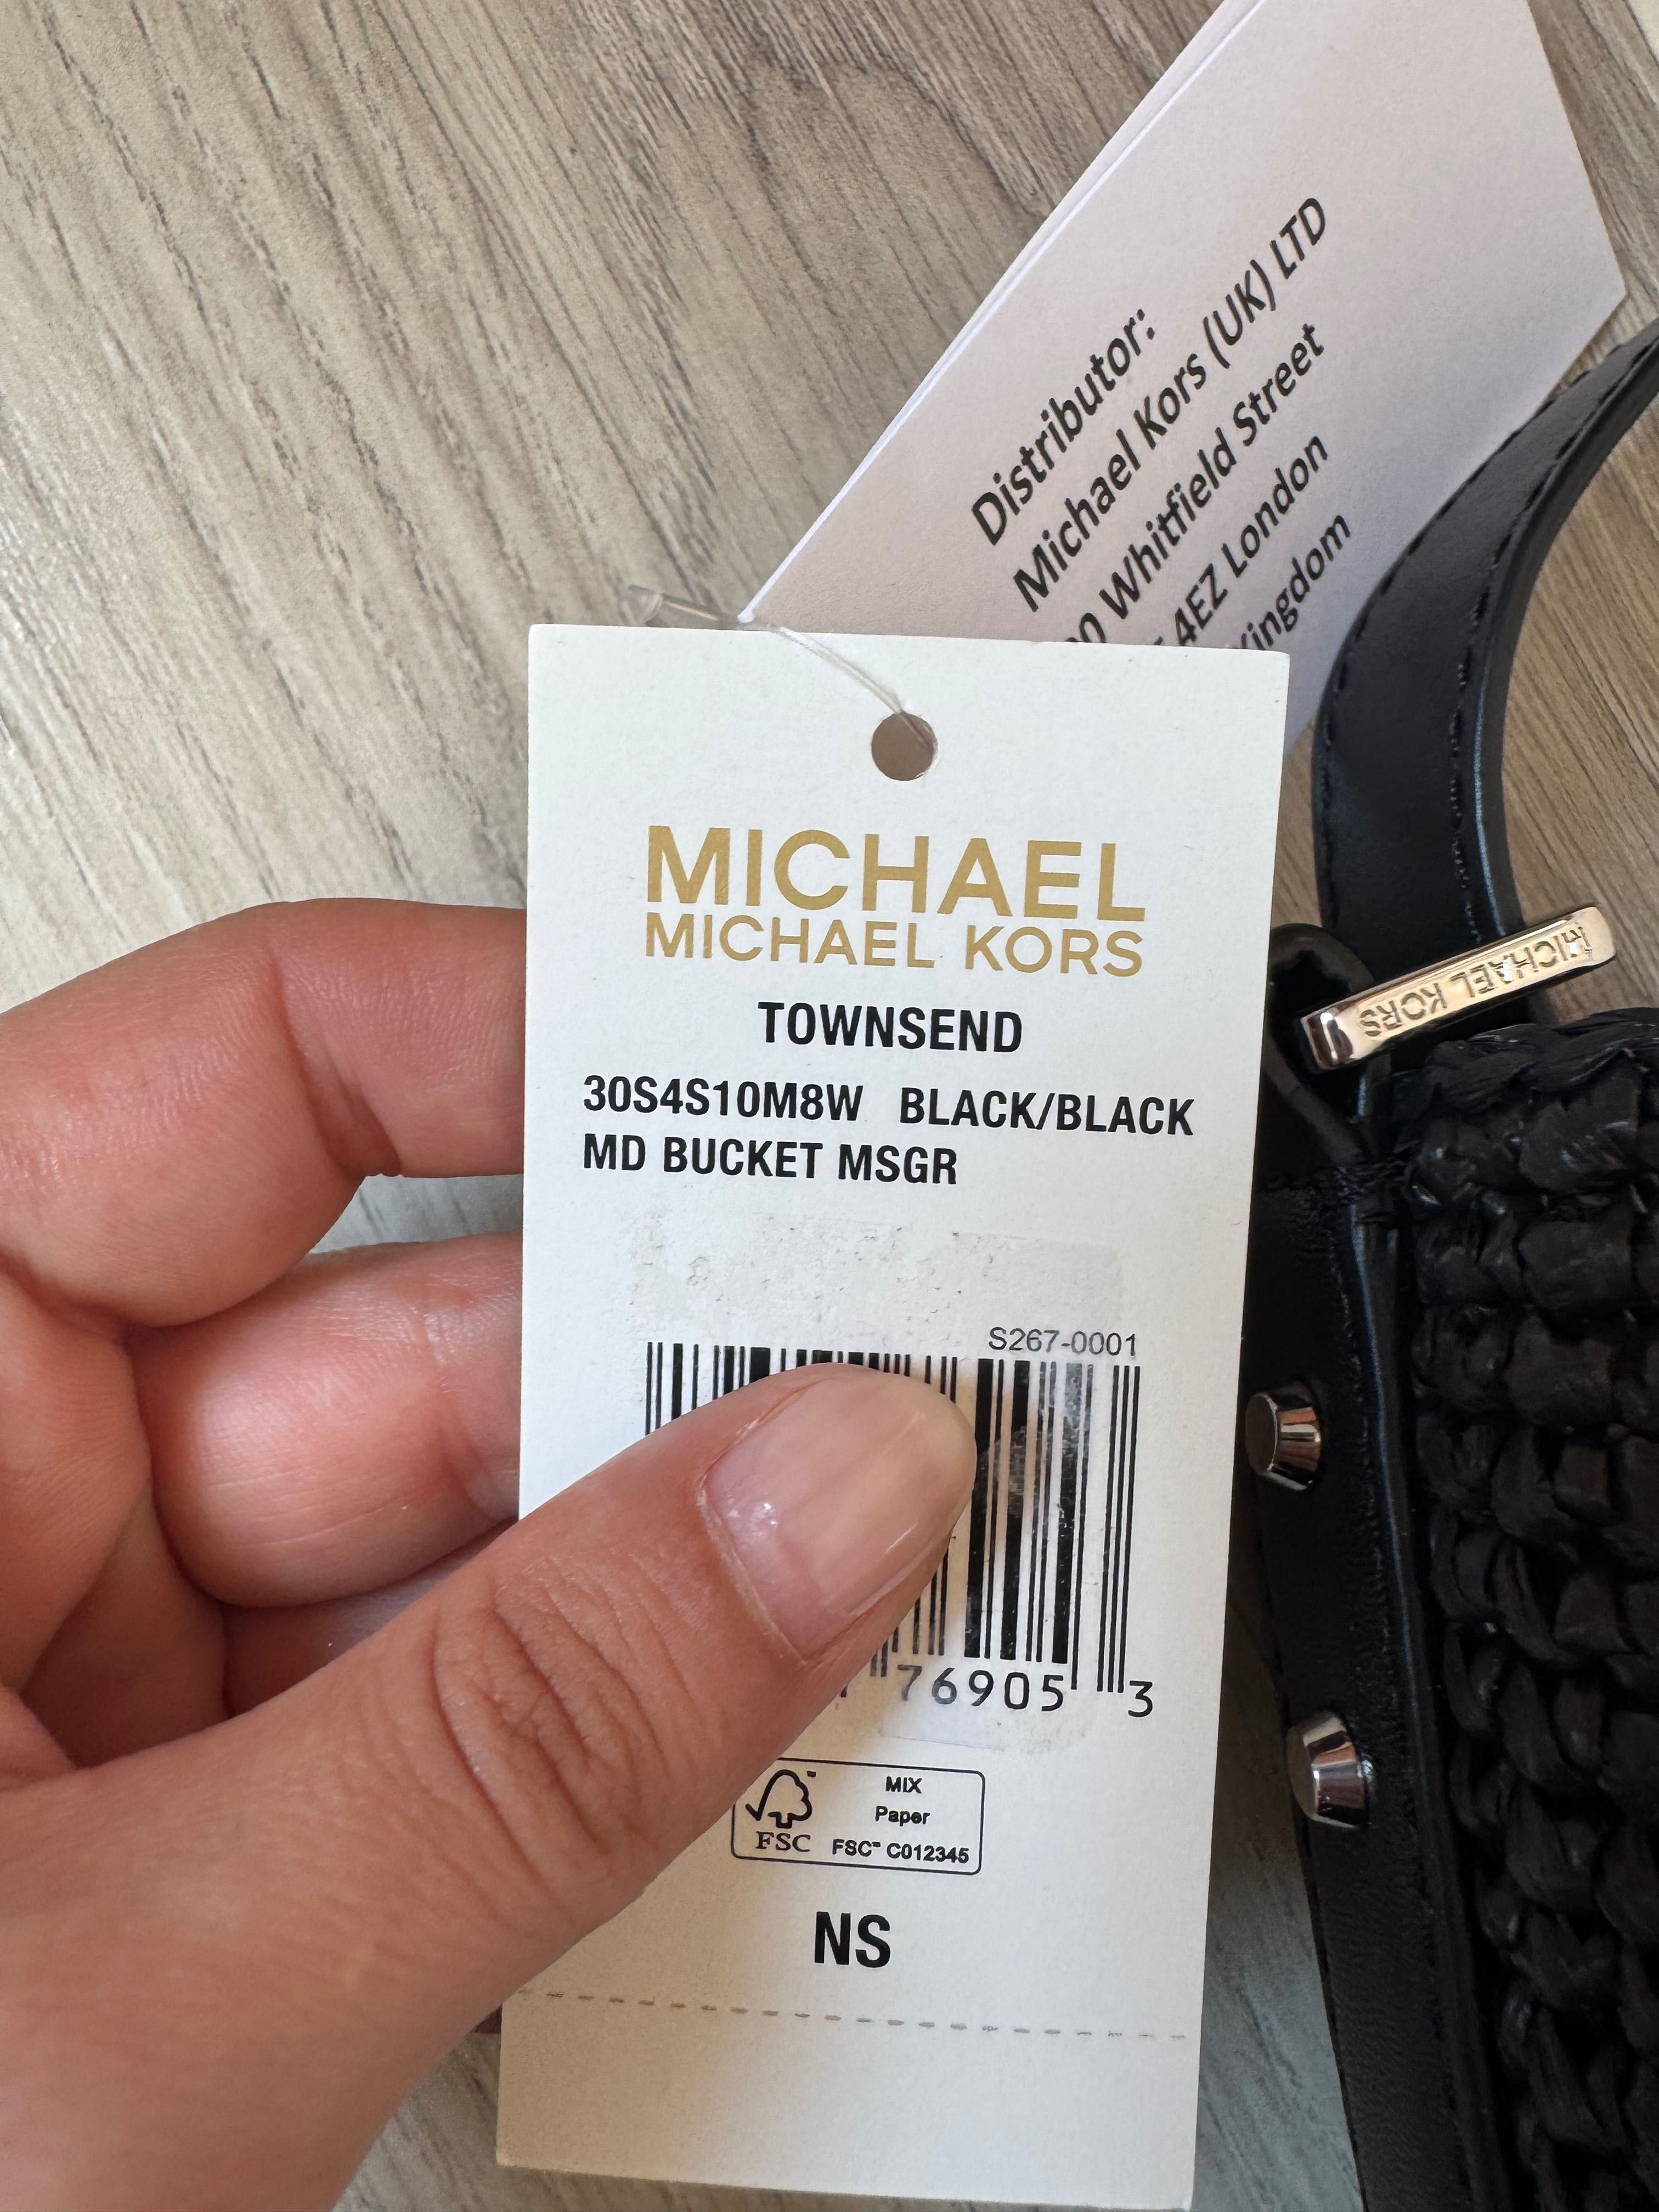 Distributor:
Michael Kors (UK) LTD
Whitfield Street
4EZ London
MICHAEL
MICHAEL KORS
TOWNSEND
30S4S10M8W BLACK/BLACK
MD BUCKET MSGR
S267-0001
76905 3
MIX
Paper
FSC FSC™ C012345
NS
MICHAEL KORS